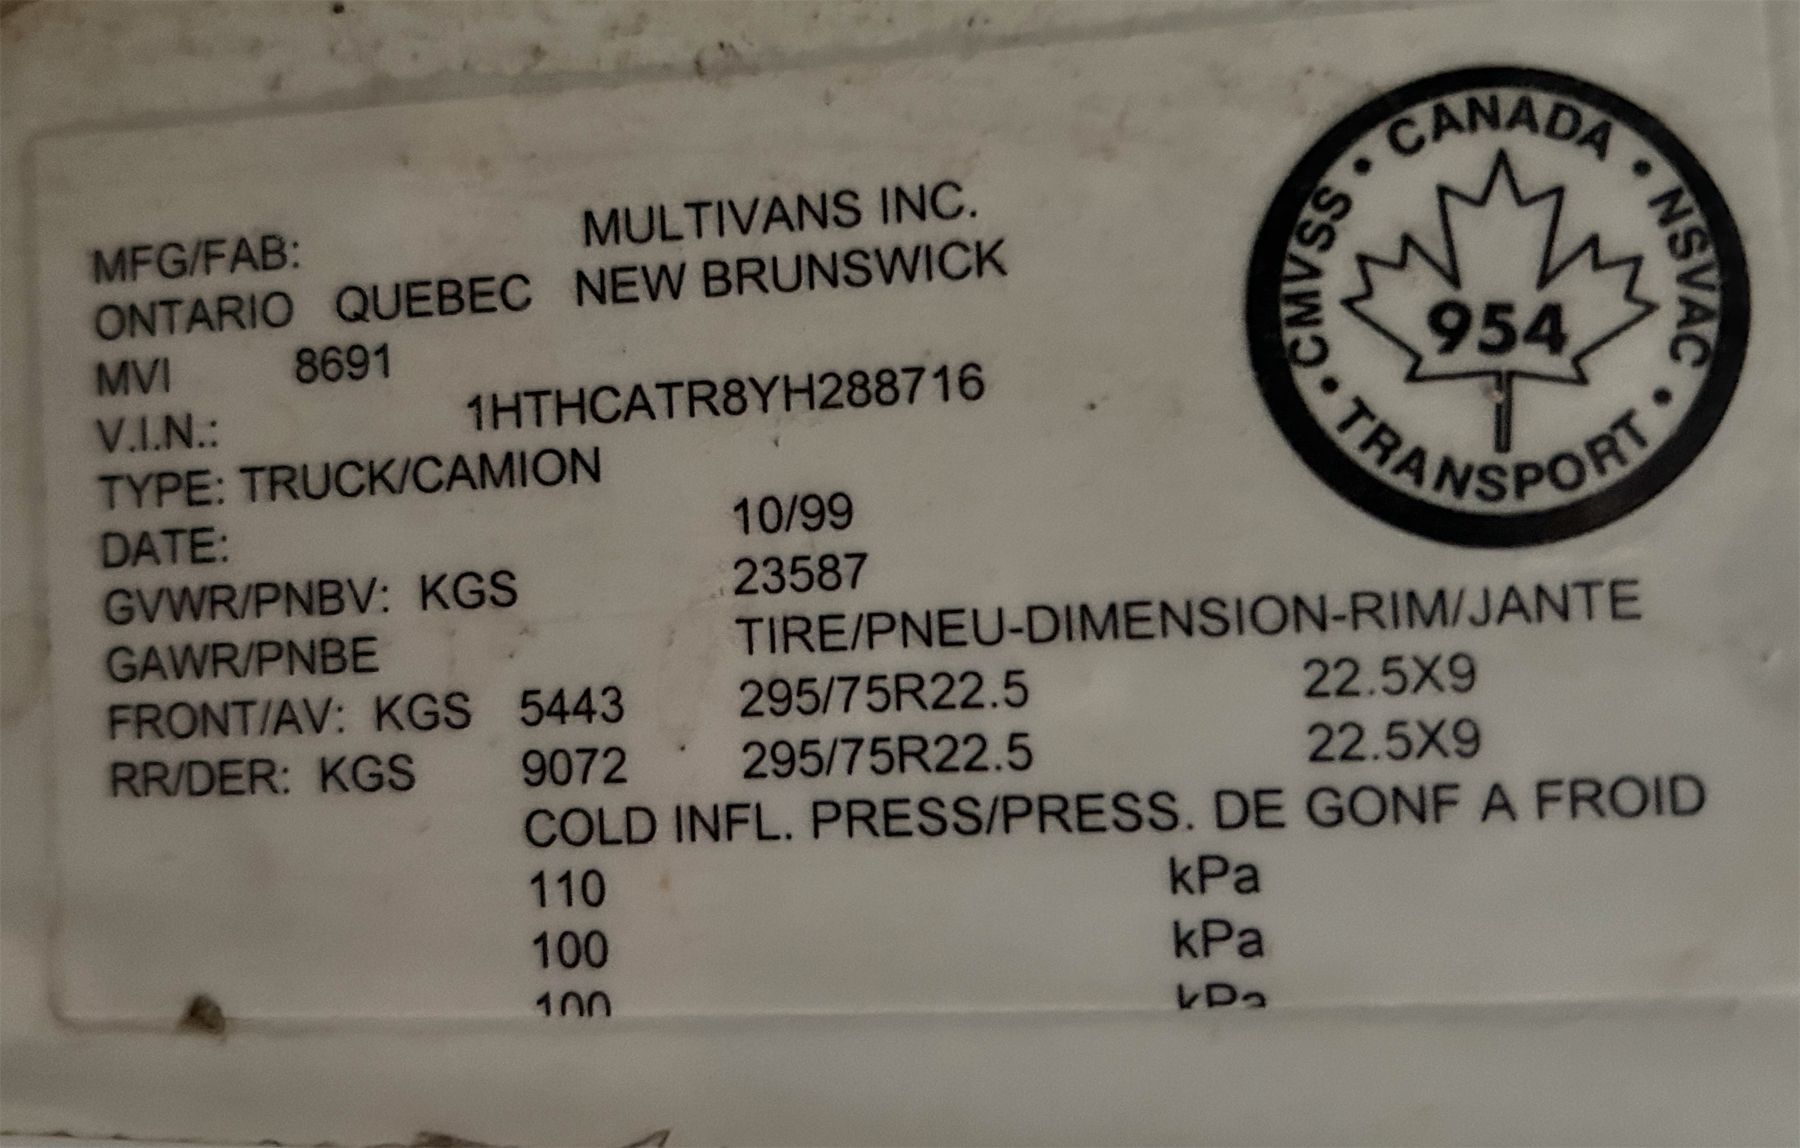 MFG/FAB: MULTIVANS INC.
ONTARIO QUEBEC NEW BRUNSWICK
MVI 8691
V.I.N.: 1HTHCATR8YH288716
TYPE: TRUCK/CAMION
DATE: 10/99
GVWR/PNBV: KGS 23587
GAWR/PNBE TIRE/PNEU-DIMENSION-RIM/JANTE
FRONT/AV: KGS 5443 295/75R22.5 22.5X9
RR/DER: KGS 9072 295/75R22.5 22.5X9
COLD INFL. PRESS/PRESS. DE GONF A FROID
110 kPa
100 kPa
100 kPa
CANADA • NSVAC • TRANSPORT • CMVSS •
954